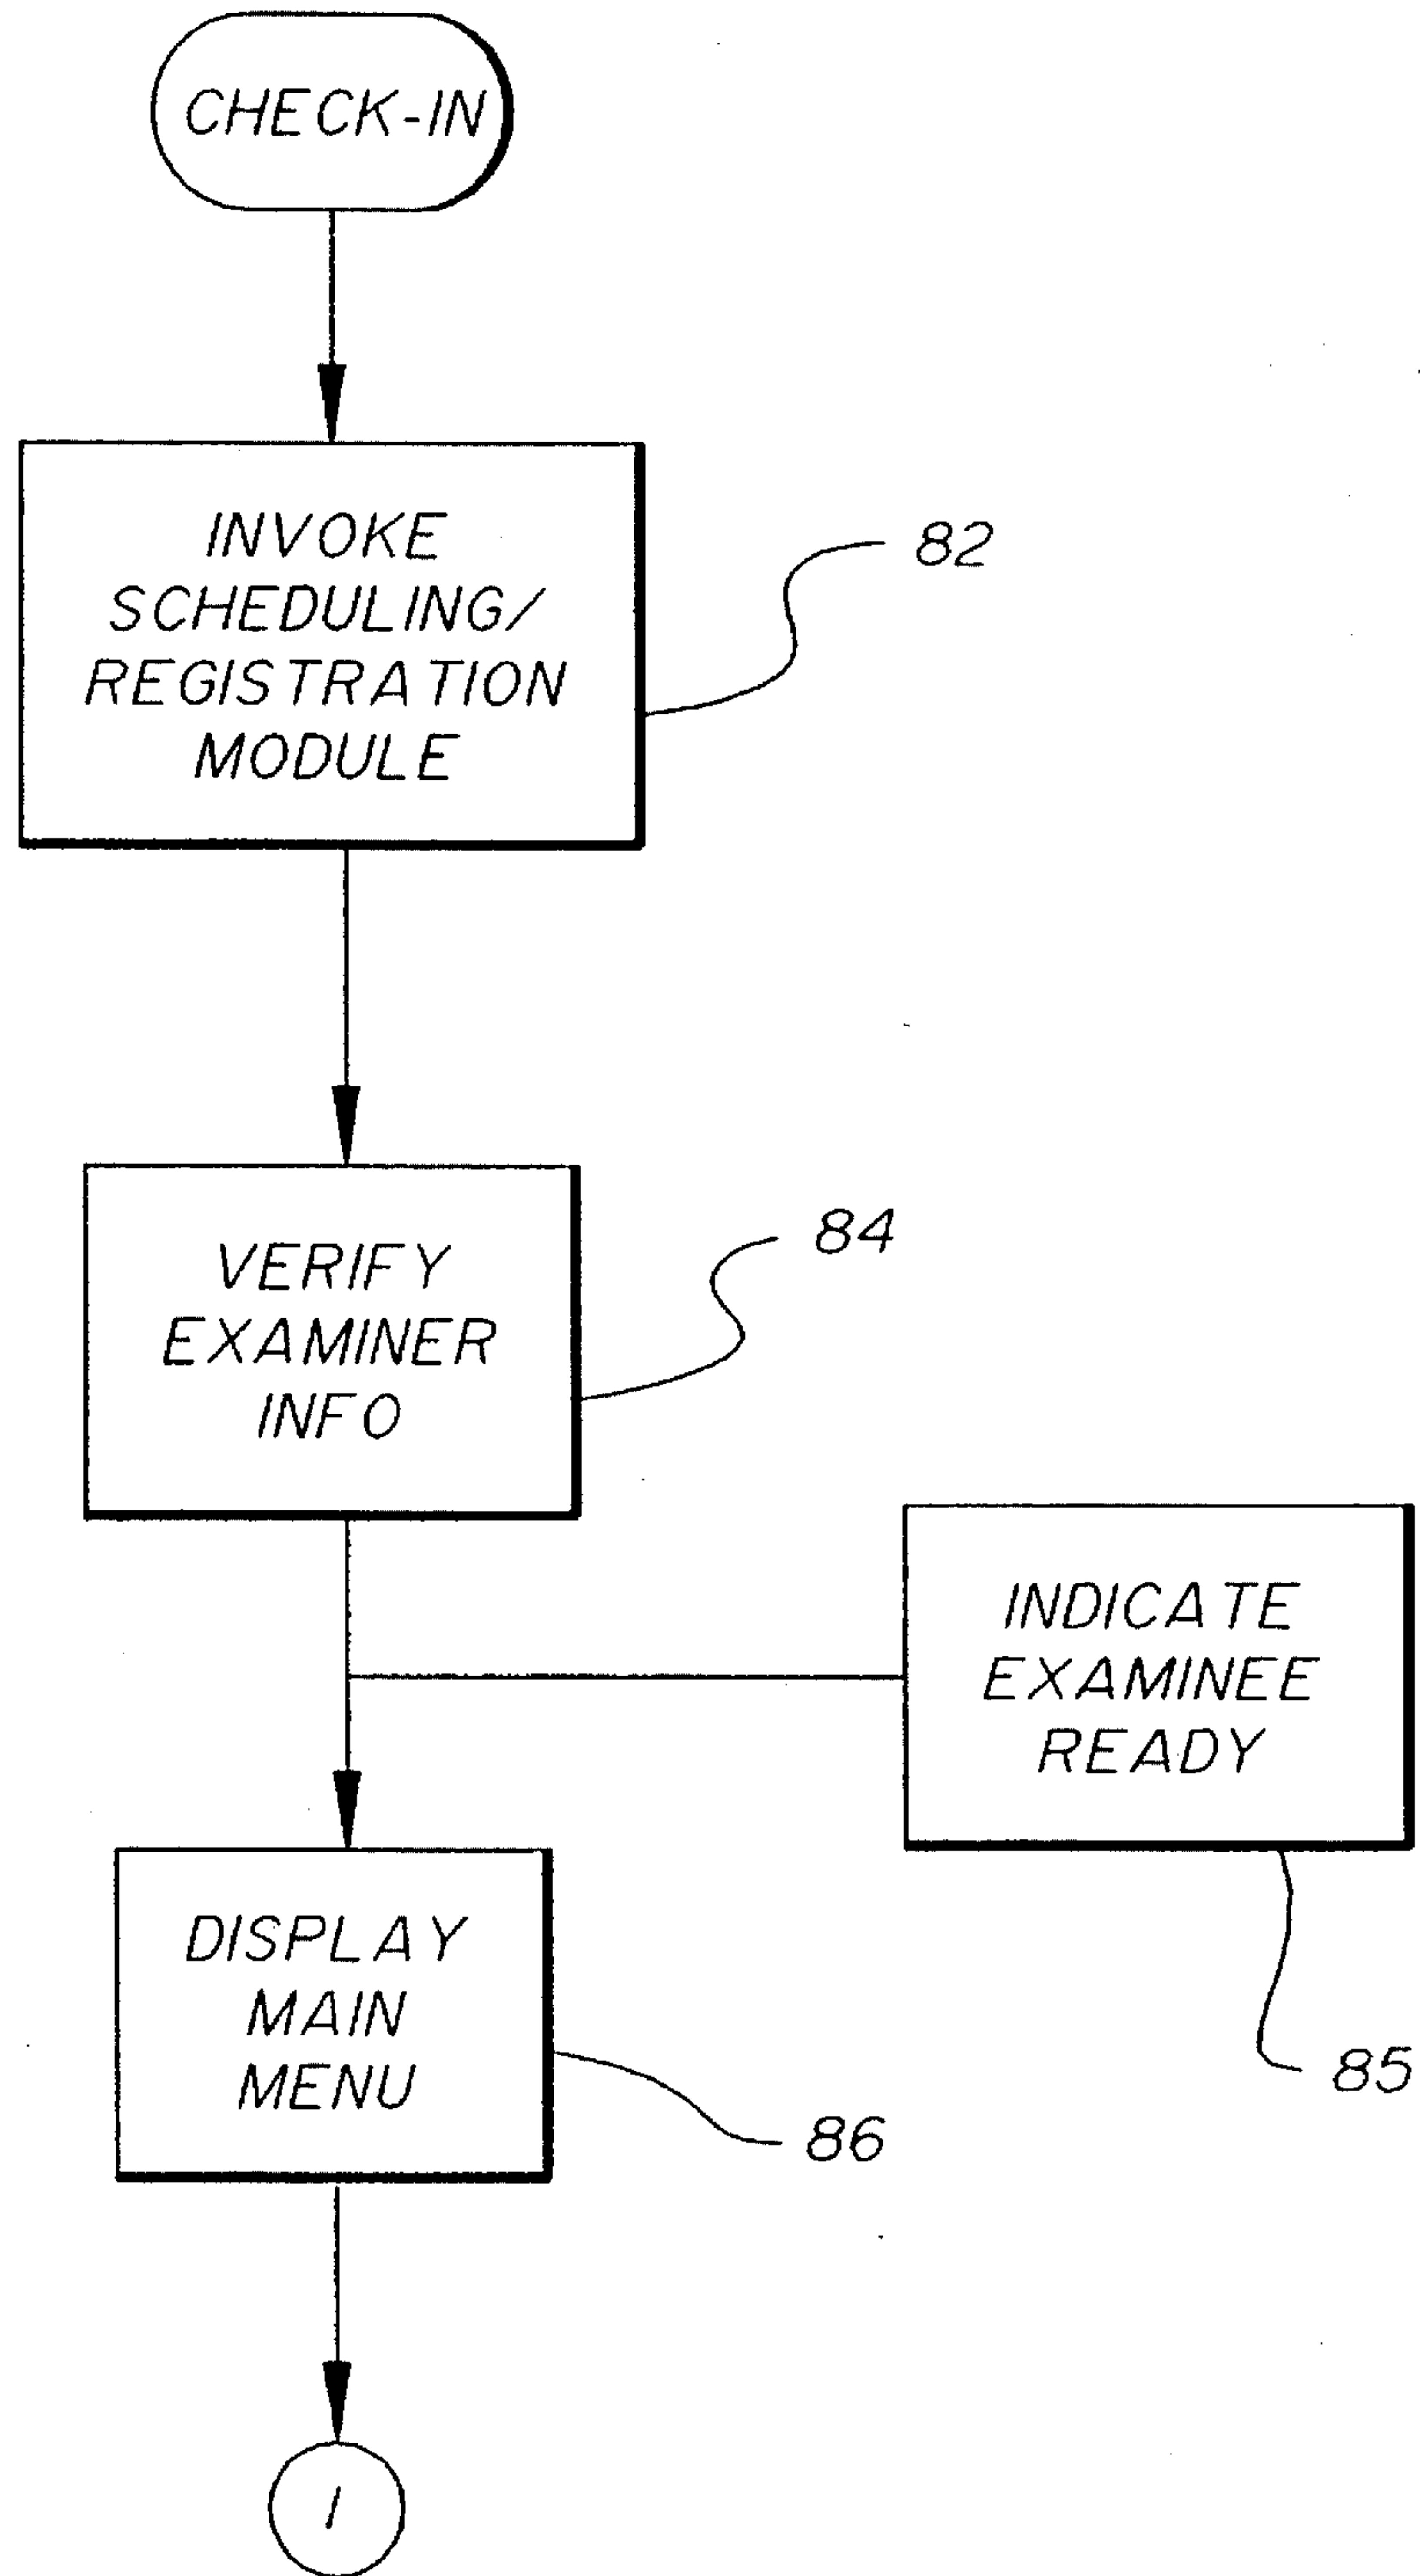 CHECK-IN
INVOKE
SCHEDULING/
REGISTRATION
MODULE
82
VERIFY
EXAMINER
INFO
84
INDICATE
EXAMINEE
READY
85
DISPLAY
MAIN
MENU
86
1